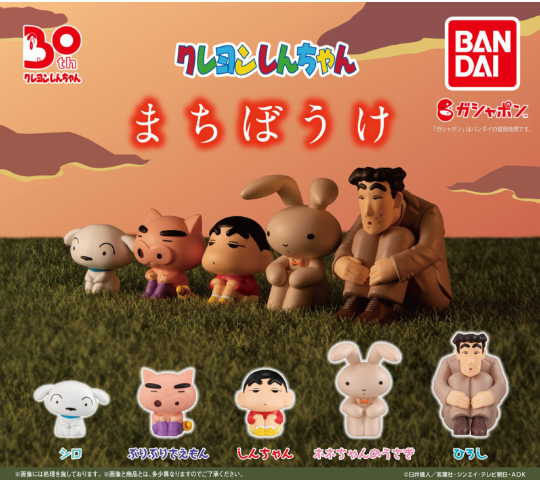 30th
クレヨンしんちゃん
クレヨンしんちゃん
BAN
DAI
ガシャポン
「ガシャポン」はバンダイの登録商標です。
まちぼうけ
シロ
ぶりぶりざえもん
しんちゃん
ネネちゃんのうさぎ
ひろし
※画像には処理を施しております。※画像と商品とは、多少異なりますのでご了承ください。
©臼井儀人/双葉社・シンエイ・テレビ朝日・ADK